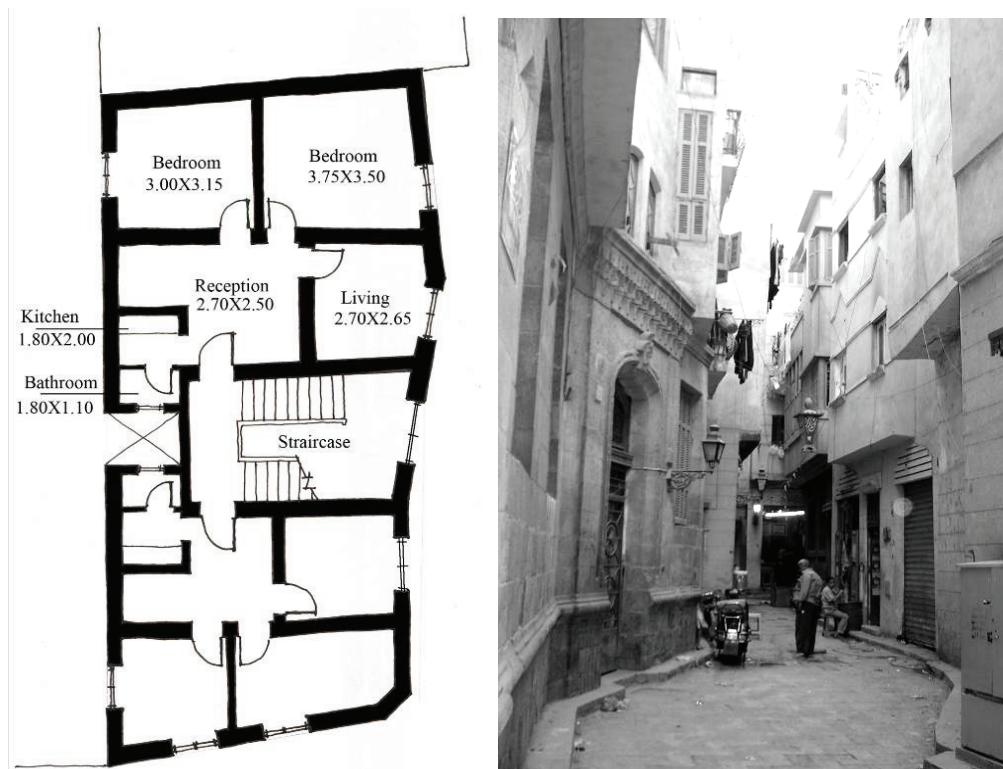 Bedroom
3.00X3.15
Bedroom
3.75X3.50
Reception
2.70X2.50
Living
2.70X2.65
Kitchen
1.80X2.00
Bathroom
1.80X1.10
Straircase